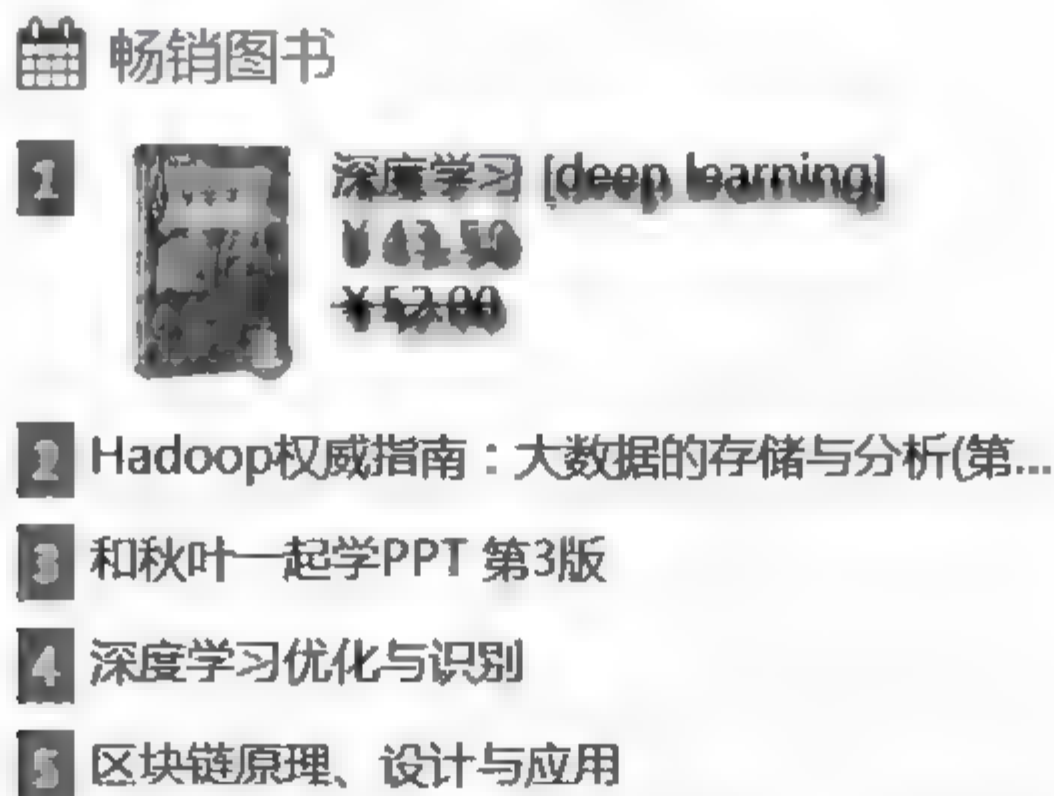 畅销图书
1 深度学习 [deep learning]
¥43.50
2 Hadoop权威指南：大数据的存储与分析(第...
3 和秋叶一起学PPT 第3版
4 深度学习优化与识别
5 区块链原理、设计与应用